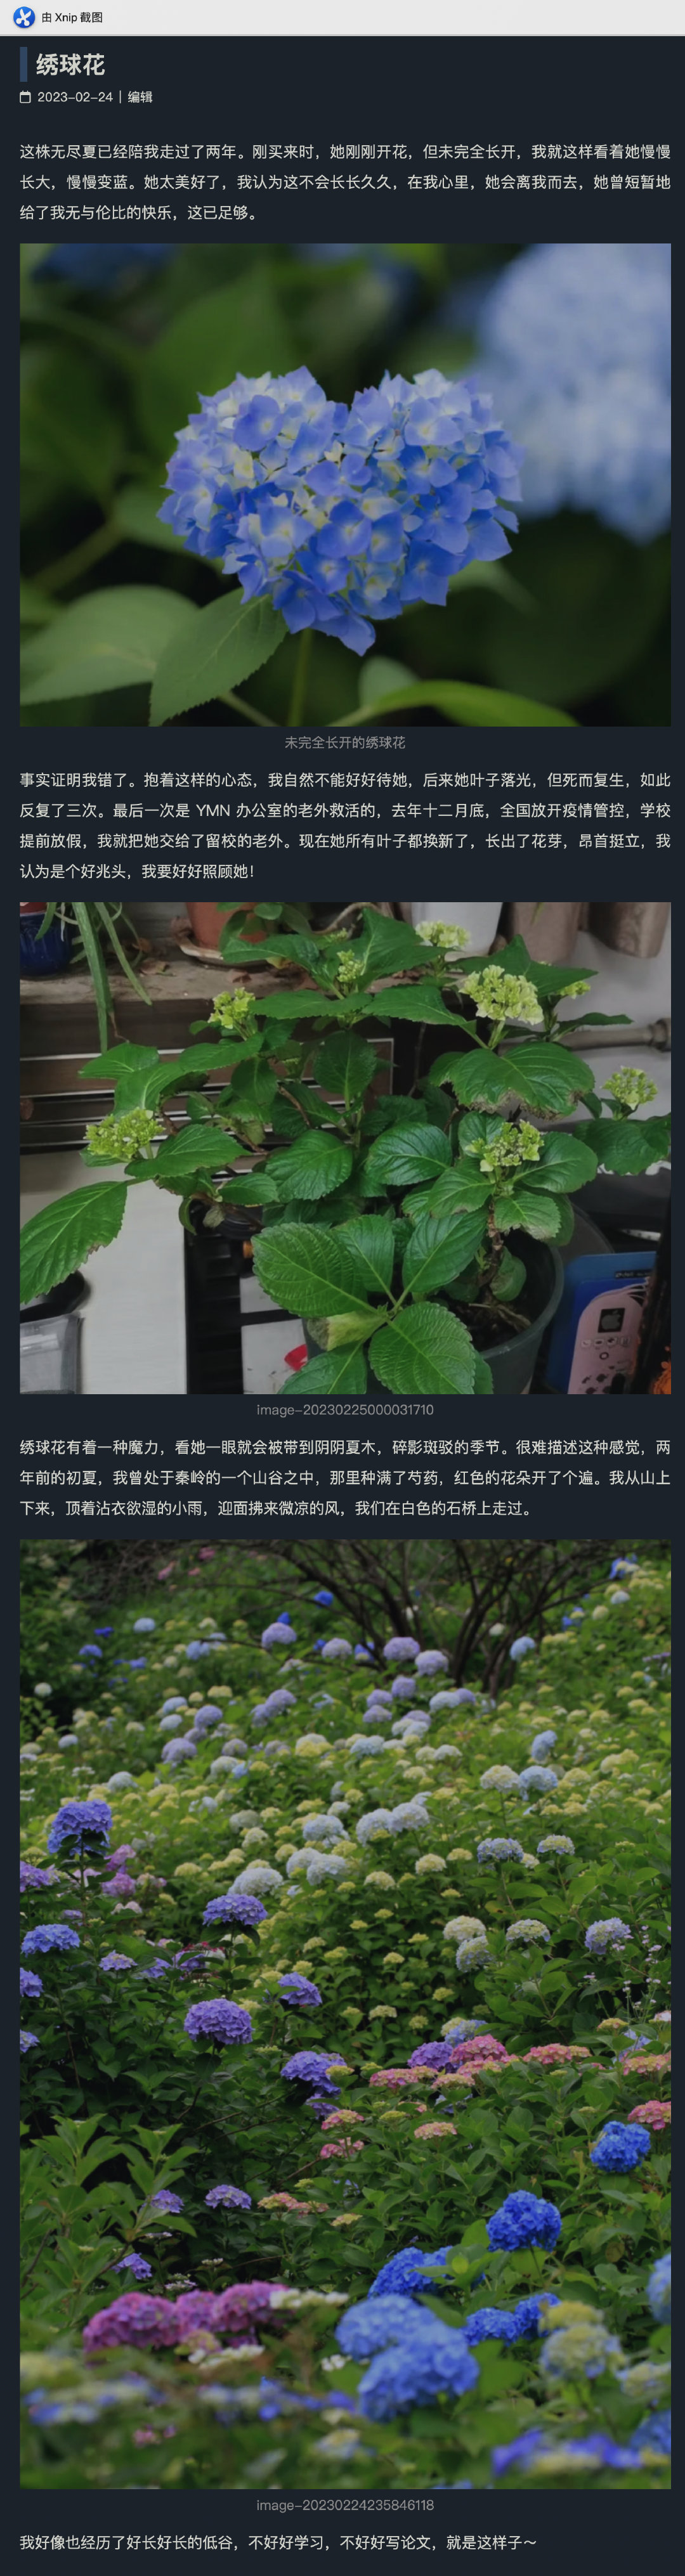 由 Xnip 截图
绣球花
2023-02-24 | 编辑
这株无尽夏已经陪我走过了两年。刚买来时，她刚刚开花，但未完全长开，我就这样看着她慢慢
长大，慢慢变蓝。她太美好了，我认为这不会长长久久，在我心里，她会离我而去，她曾短暂地
给了我无与伦比的快乐，这已足够。
未完全长开的绣球花
事实证明我错了。抱着这样的心态，我自然不能好好待她，后来她叶子落光，但死而复生，如此
反复了三次。最后一次是 YMN 办公室的老外救活的，去年十二月底，全国放开疫情管控，学校
提前放假，我就把她交给了留校的老外。现在她所有叶子都换新了，长出了花芽，昂首挺立，我
认为是个好兆头，我要好好照顾她！
image-20230225000031710
绣球花有着一种魔力，看她一眼就会被带到阴阴夏木，碎影斑驳的季节。很难描述这种感觉，两
年前的初夏，我曾处于秦岭的一个山谷之中，那里种满了芍药，红色的花朵开了个遍。我从山上
下来，顶着沾衣欲湿的小雨，迎面拂来微凉的风，我们在白色的石桥上走过。
image-20230224235846118
我好像也经历了好长好长的低谷，不好好学习，不好好写论文，就是这样子～